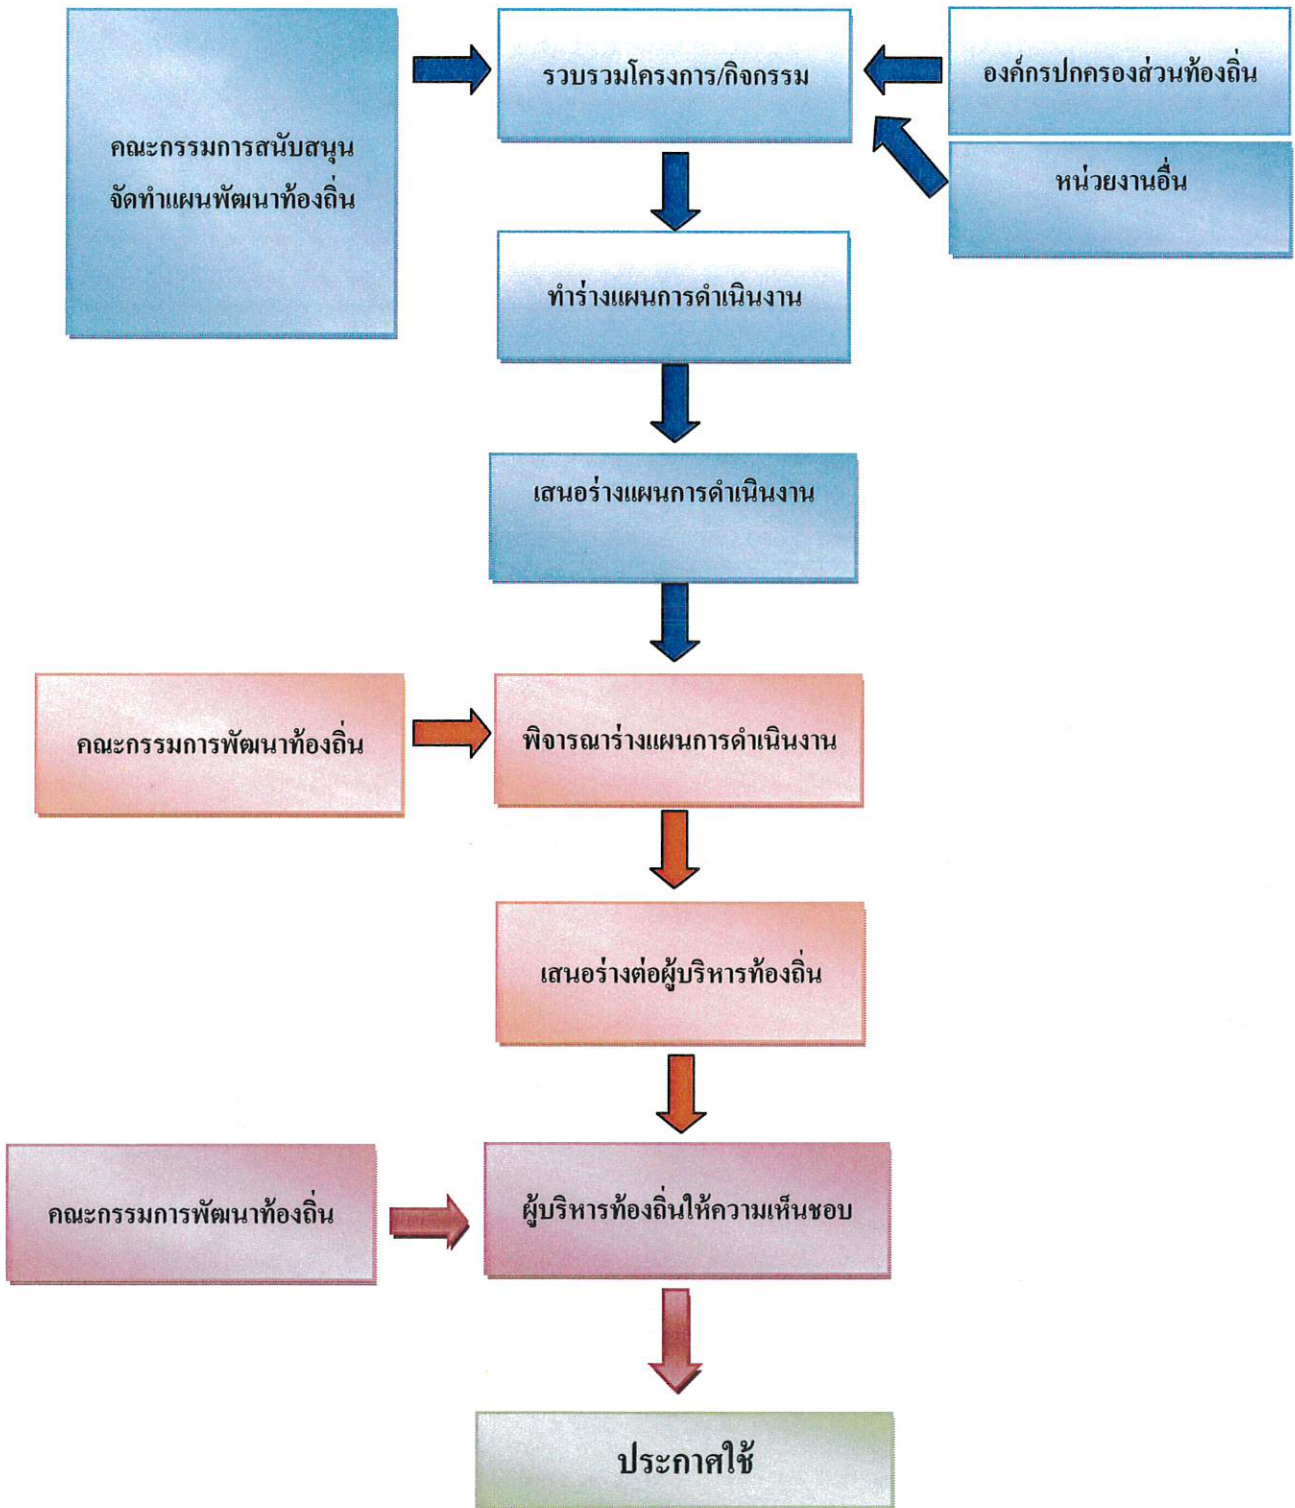 คณะกรรมการสนับสนุน
จัดทำแผนพัฒนาท้องถิ่น
รวบรวมโครงการ/กิจกรรม
องค์กรปกครองส่วนท้องถิ่น
หน่วยงานอื่น
ทำร่างแผนการดำเนินงาน
เสนอร่างแผนการดำเนินงาน
คณะกรรมการพัฒนาท้องถิ่น
พิจารณาร่างแผนการดำเนินงาน
เสนอร่างต่อผู้บริหารท้องถิ่น
คณะกรรมการพัฒนาท้องถิ่น
ผู้บริหารท้องถิ่นให้ความเห็นชอบ
ประกาศใช้